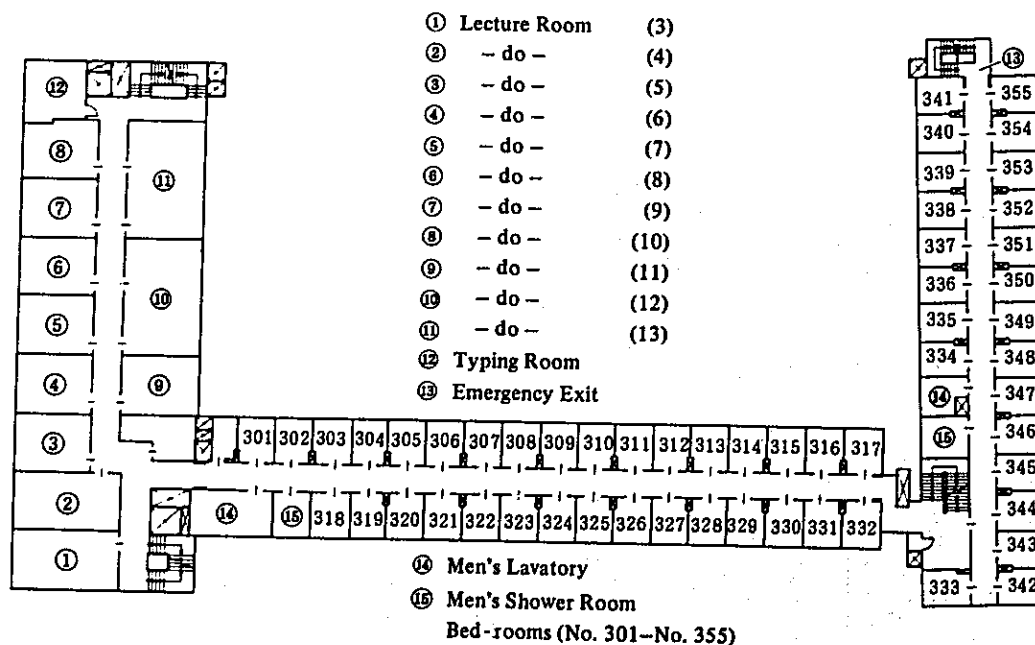 ① Lecture Room (3)
② – do – (4)
③ – do – (5)
④ – do – (6)
⑤ – do – (7)
⑥ – do – (8)
⑦ – do – (9)
⑧ – do – (10)
⑨ – do – (11)
⑩ – do – (12)
⑪ – do – (13)
⑫ Typing Room
⑬ Emergency Exit
⑫
⑧
⑪
⑦
⑥
⑩
⑤
④
⑨
③
②
①
301 302 303 304 305 306 307 308 309 310 311 312 313 314 315 316 317
⑭ ⑮ 318 319 320 321 322 323 324 325 326 327 328 329 330 331 332
⑬
341 355
340 354
339 353
338 352
337 351
336 350
335 349
334 348
⑭ 347
⑮ 346
345
344
343
333 342
⑭ Men's Lavatory
⑮ Men's Shower Room
Bed-rooms (No. 301–No. 355)